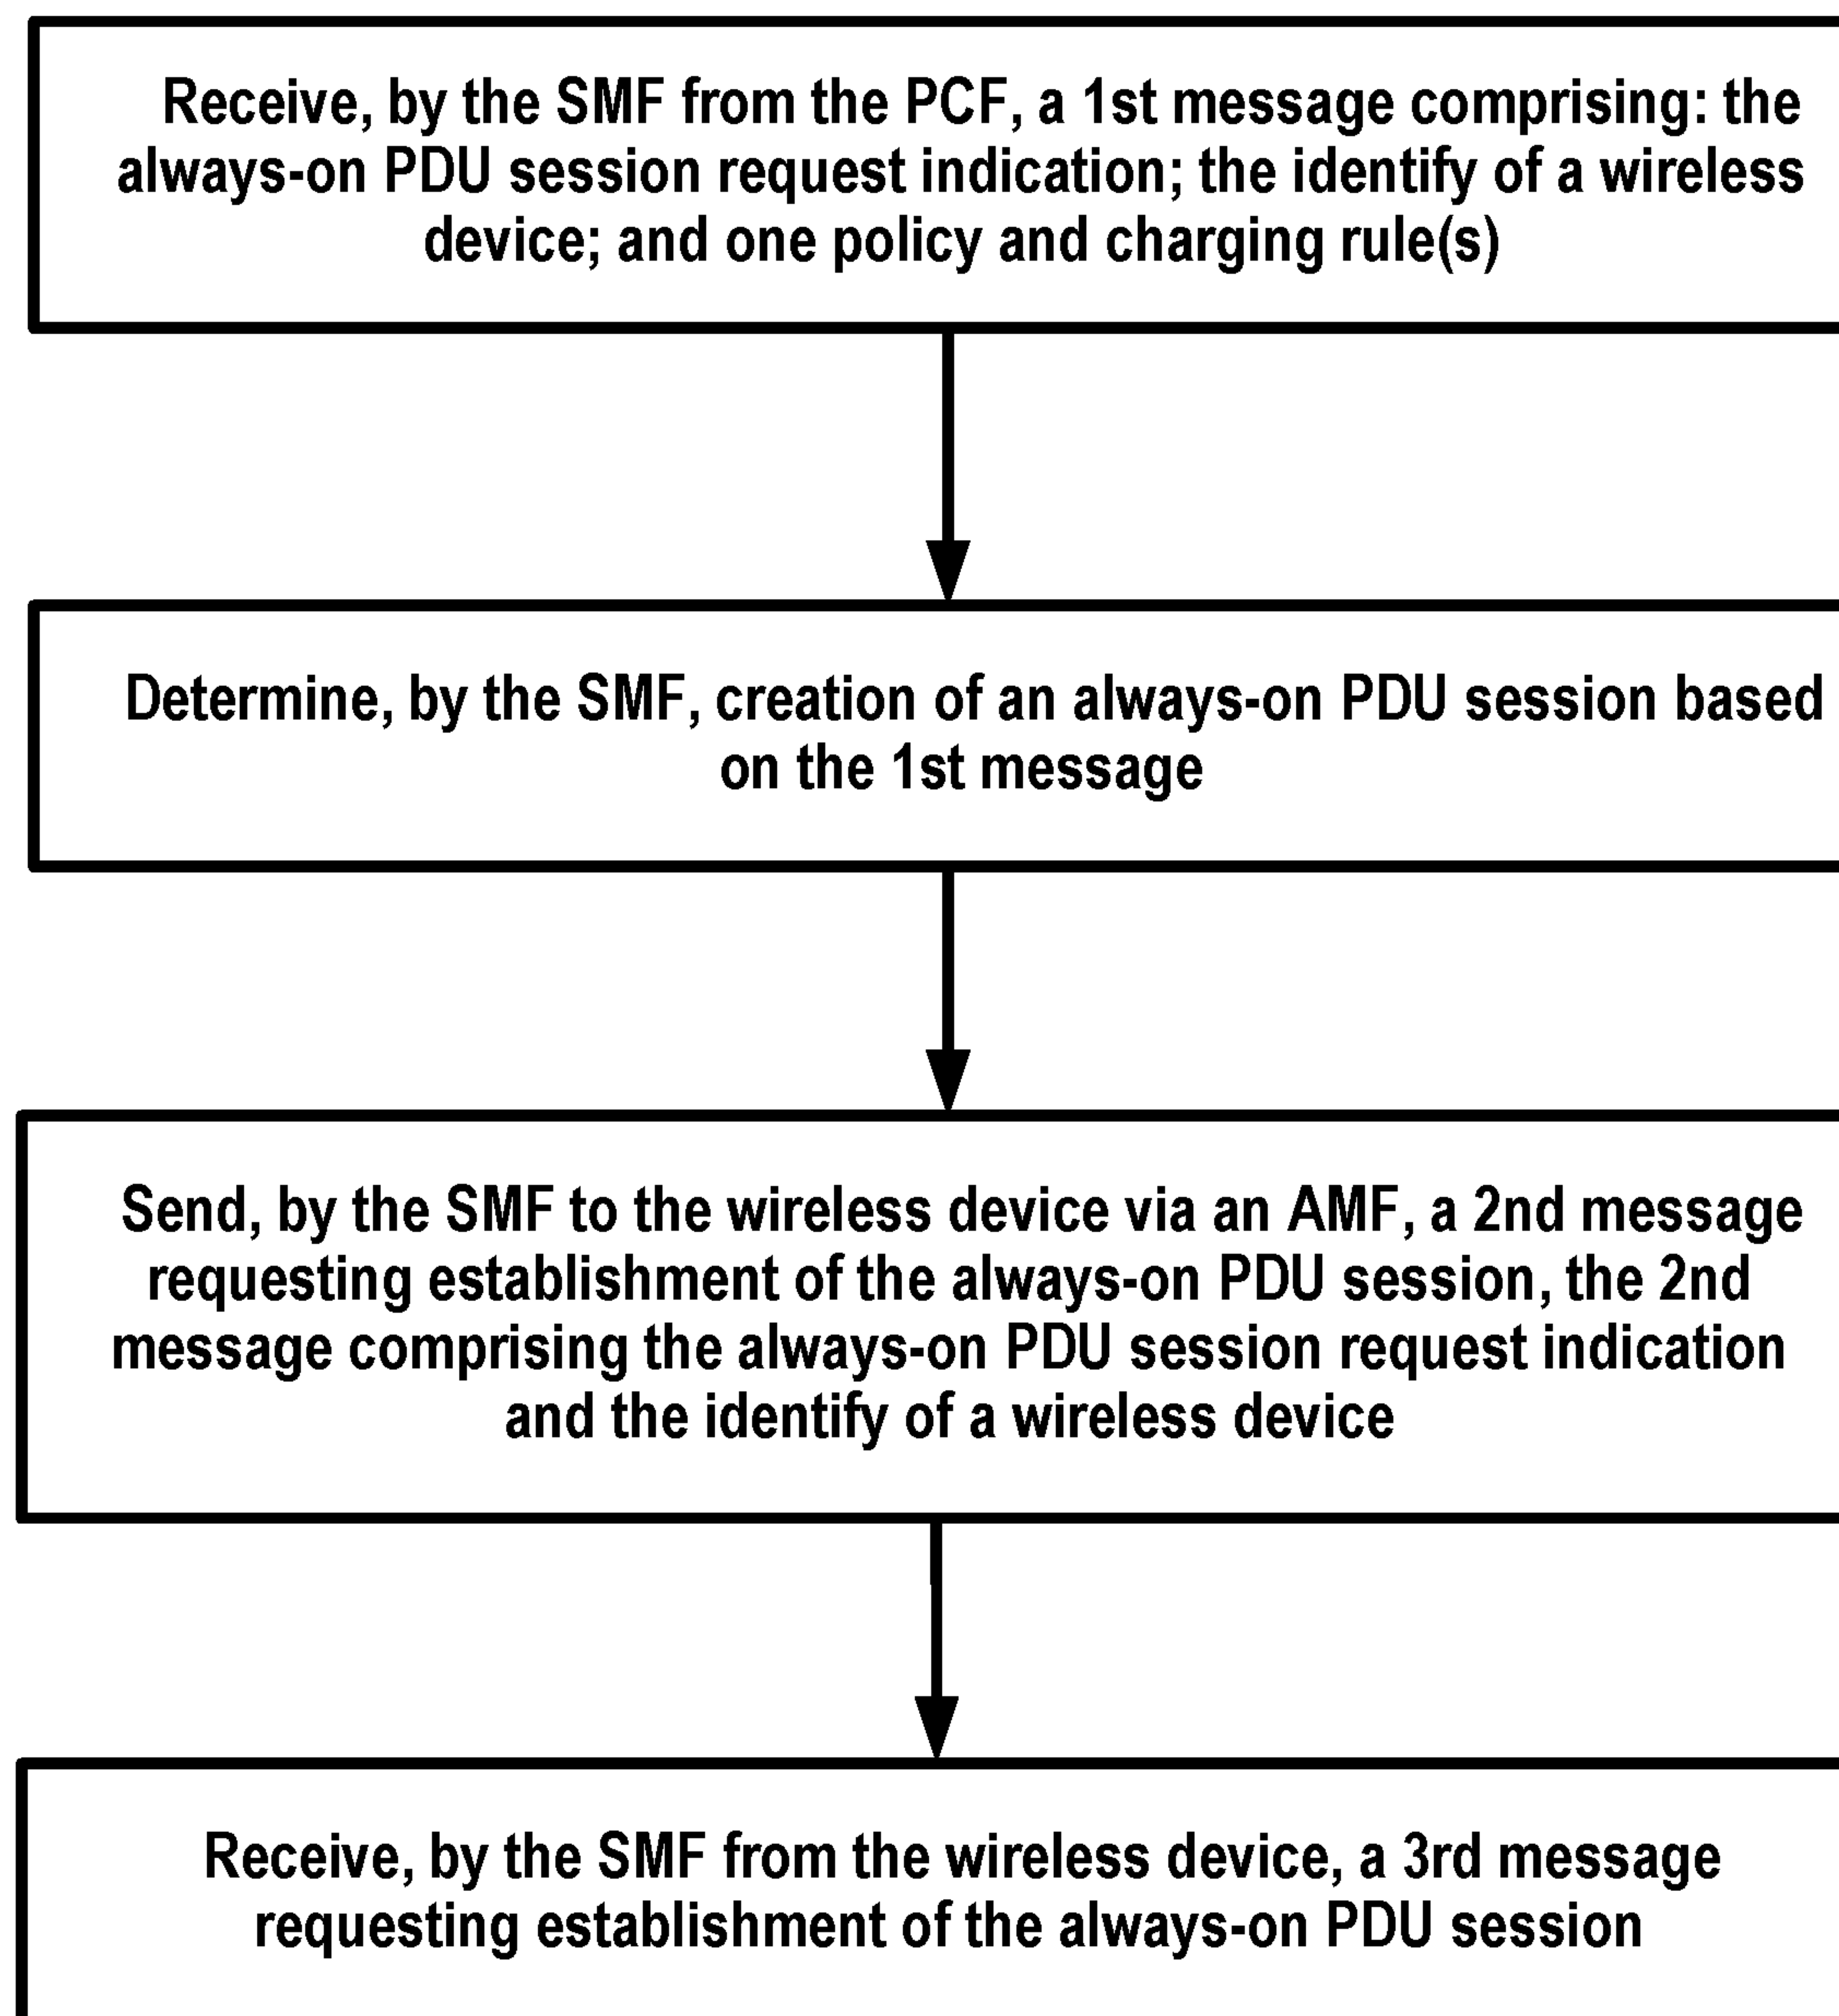 Receive, by the SMF from the PCF, a 1st message comprising: the
always-on PDU session request indication; the identify of a wireless
device; and one policy and charging rule(s)
Determine, by the SMF, creation of an always-on PDU session based
on the 1st message
Send, by the SMF to the wireless device via an AMF, a 2nd message
requesting establishment of the always-on PDU session, the 2nd
message comprising the always-on PDU session request indication
and the identify of a wireless device
Receive, by the SMF from the wireless device, a 3rd message
requesting establishment of the always-on PDU session